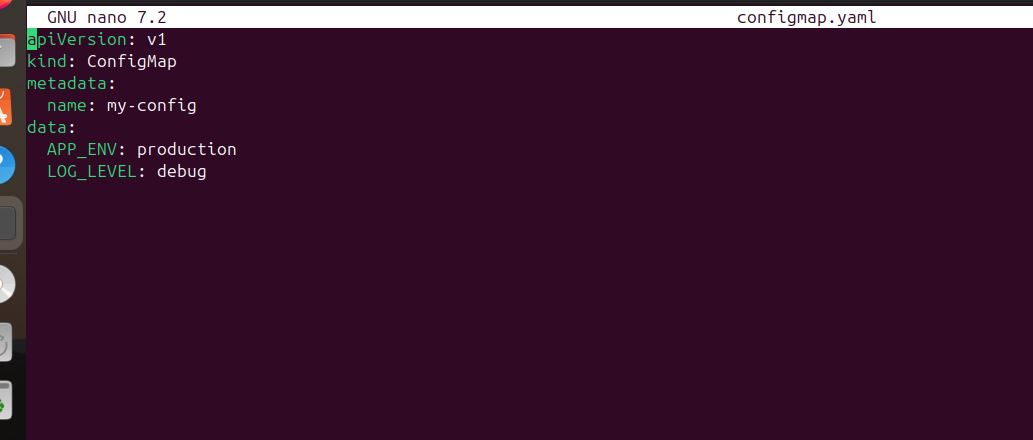 GNU nano 7.2 configmap.yaml
apiVersion: v1
kind: ConfigMap
metadata:
  name: my-config
data:
  APP_ENV: production
  LOG_LEVEL: debug